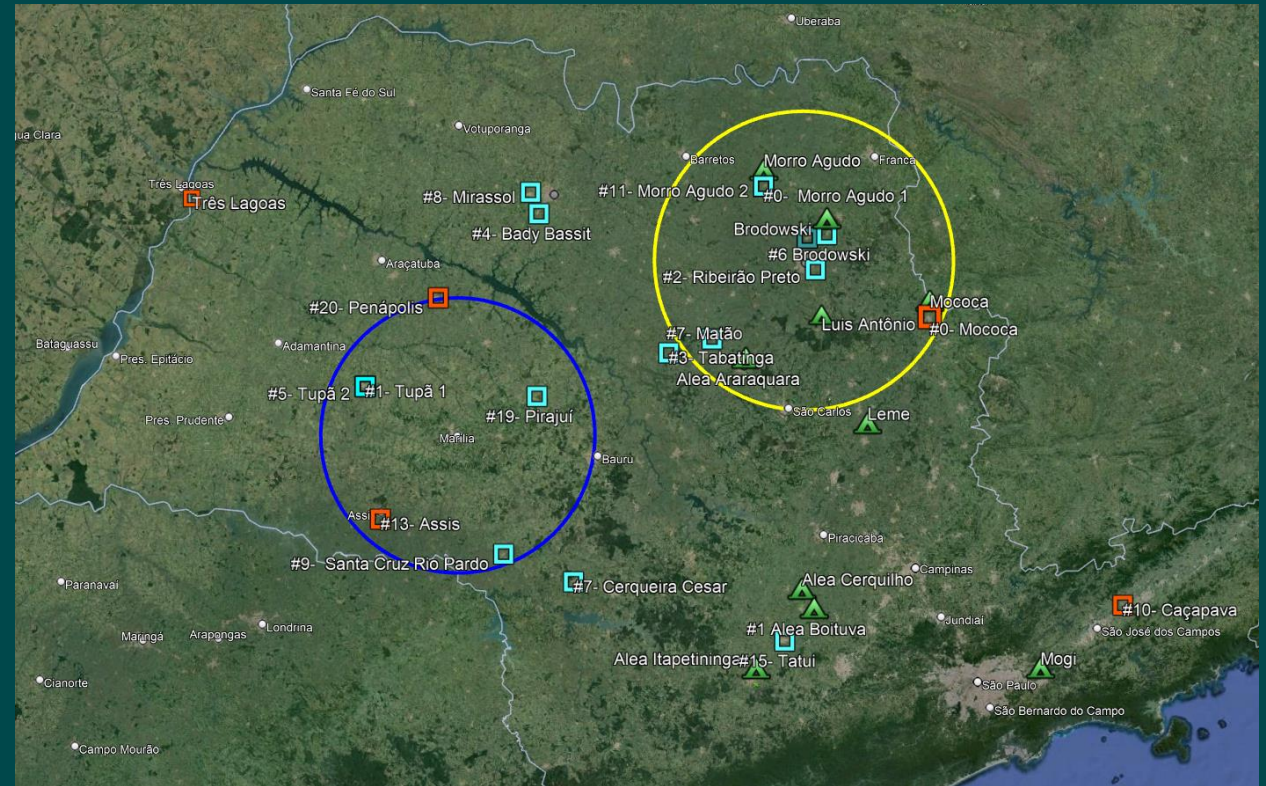 Uberaba
Santa Fé do Sul
Votuporanga
gua Clara
Barretos
Morro Agudo
Franca
Três Lagoas
Três Lagoas
#8- Mirassol
#11- Morro Agudo 2
#0- Morro Agudo 1
#4- Bady Bassit
Brodowski
#6 Brodowski
Araçatuba
#2- Ribeirão Preto
#20- Penápolis
Mococa
Luis Antônio
#0- Mococa
#7- Matão
Bataguassu
Adamantina
Pres. Epitácio
#3- Tabatinga
Alea Araraquara
#5- Tupã 2
#1- Tupã 1
#19- Pirajuí
São Carlos
Leme
Pres. Prudente
Marília
Bauru
Assi
#13- Assis
Piracicaba
#9- Santa Cruz Rio Pardo
Campinas
Paranavaí
#7- Cerqueira Cesar
Alea Cerquilho
#10- Caçapava
Londrina
Jundiaí
#1 Alea Boituva
São José dos Campos
Maringá
Arapongas
Alea Itapetininga
#15- Tatui
Mogi
Cianorte
São Paulo
São Bernardo do Campo
Campo Mourão